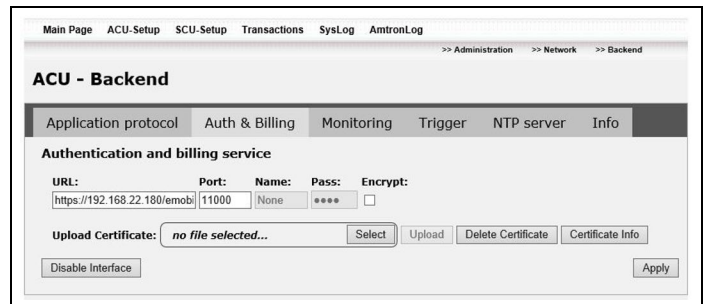 Main Page ACU-Setup SCU-Setup Transactions SysLog AmtronLog
>> Administration >> Network >> Backend
ACU - Backend
Application protocol Auth & Billing Monitoring Trigger NTP server Info
Authentication and billing service
URL: Port: Name: Pass: Encrypt:
https://192.168.22.180/emobi 11000 None ●●●●
Upload Certificate: no file selected... Select Upload Delete Certificate Certificate Info
Disable Interface Apply